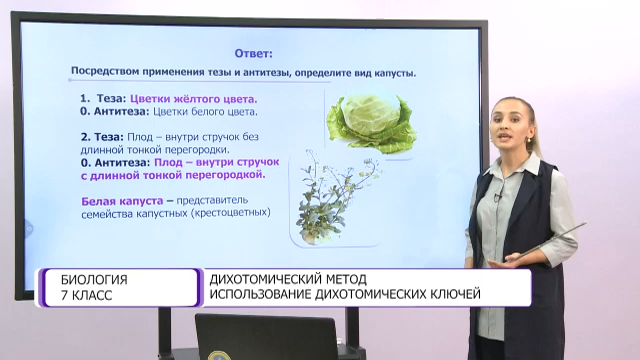 Ответ:
Посредством применения тезы и антитезы, определите вид капусты.
1. Теза: Цветки жёлтого цвета.
0. Антитеза: Цветки белого цвета.
2. Теза: Плод – внутри стручок без
длинной тонкой перегородки.
0. Антитеза: Плод – внутри стручок
с длинной тонкой перегородкой.
Белая капуста – представитель
семейства капустных (крестоцветных)
БИОЛОГИЯ
7 КЛАСС
ДИХОТОМИЧЕСКИЙ МЕТОД
ИСПОЛЬЗОВАНИЕ ДИХОТОМИЧЕСКИХ КЛЮЧЕЙ